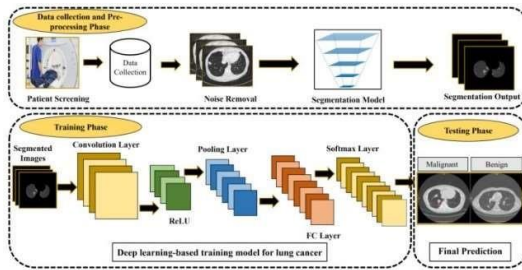 Data collection and Pre-
processing Phase
Patient Screening
Data
Collection
Noise Removal
Segmentation Model
Segmentation Output
Training Phase
Testing Phase
Segmented
Images
Convolution Layer
ReLU
Pooling Layer
FC Layer
Softmax Layer
Malignant
Benign
Deep learning-based training model for lung cancer
Final Prediction